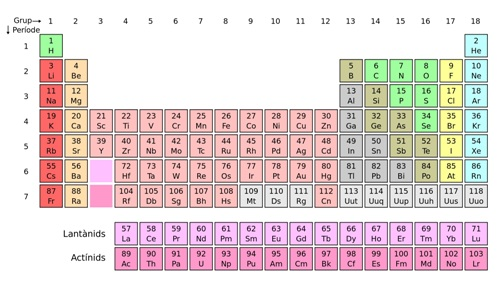 Grup→ 1 2 3 4 5 6 7 8 9 10 11 12 13 14 15 16 17 18
↓ Període
1 1 2
H He
2 3 4 5 6 7 8 9 10
Li Be B C N O F Ne
3 11 12 13 14 15 16 17 18
Na Mg Al Si P S Cl Ar
4 19 20 21 22 23 24 25 26 27 28 29 30 31 32 33 34 35 36
K Ca Sc Ti V Cr Mn Fe Co Ni Cu Zn Ga Ge As Se Br Kr
5 37 38 39 40 41 42 43 44 45 46 47 48 49 50 51 52 53 54
Rb Sr Y Zr Nb Mo Tc Ru Rh Pd Ag Cd In Sn Sb Te I Xe
6 55 56 72 73 74 75 76 77 78 79 80 81 82 83 84 85 86
Cs Ba Hf Ta W Re Os Ir Pt Au Hg Tl Pb Bi Po At Rn
7 87 88 104 105 106 107 108 109 110 111 112 113 114 115 116 117 118
Fr Ra Rf Db Sg Bh Hs Mt Ds Rg Cn Uut Uuq Uup Uuh Uus Uuo
Lantànids 57 58 59 60 61 62 63 64 65 66 67 68 69 70 71
La Ce Pr Nd Pm Sm Eu Gd Tb Dy Ho Er Tm Yb Lu
Actínids 89 90 91 92 93 94 95 96 97 98 99 100 101 102 103
Ac Th Pa U Np Pu Am Cm Bk Cf Es Fm Md No Lr